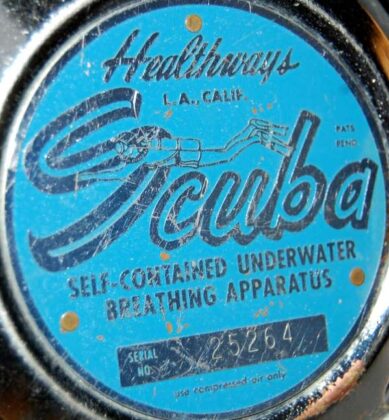 Healthways
L.A., CALIF.
Scuba
PATS
PEND
SELF-CONTAINED UNDERWATER
BREATHING APPARATUS
SERIAL
NO. 25264
use compressed air only